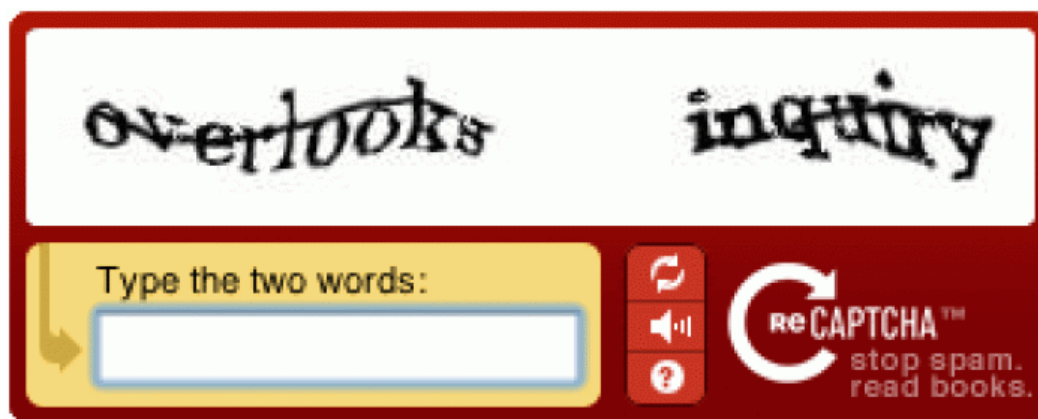 overlooks inquiry
Type the two words:
ReCAPTCHA™
stop spam.
read books.